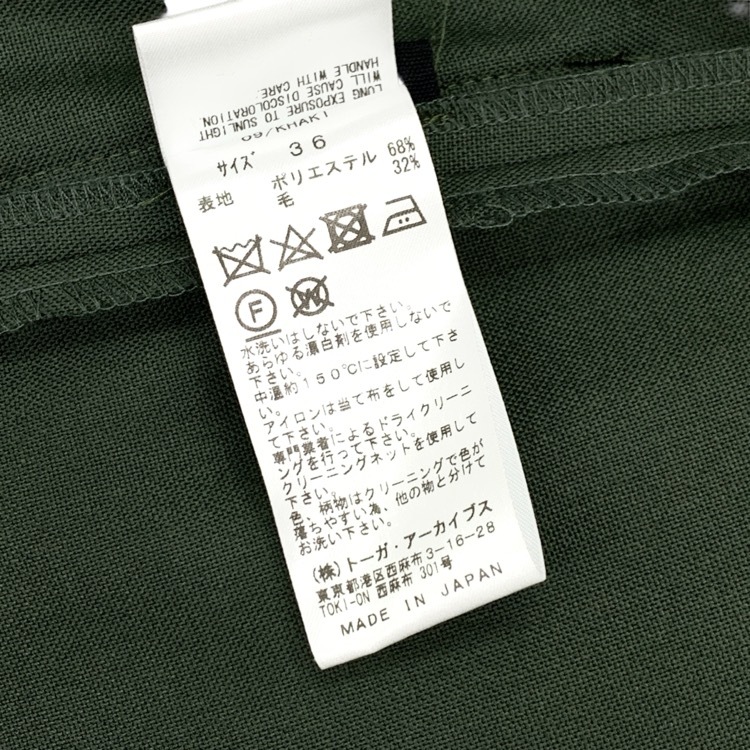 LONG EXPOSURE TO SUNLIGHT
WILL CAUSE DISCOLORATION.
HANDLE WITH CARE.
09/KHAKI
サイズ 36
表地 ポリエステル 68%
毛 32%
F
W
水洗いはしないで下さい。
あらゆる漂白剤を使用しないで
下さい。
中温約150℃に設定して下さ
い。
アイロンは当て布をして使用し
て下さい。
専門業者によるドライクリーニ
ングを行って下さい。
クリーニングネットを使用して
下さい。
色、柄物はクリーニングで色が
落ちやすい為、他の物と分けて
お洗い下さい。
(株)トーガ・アーカイブス
東京都港区西麻布3-16-28
TOKI-ON 西麻布 301号
MADE IN JAPAN